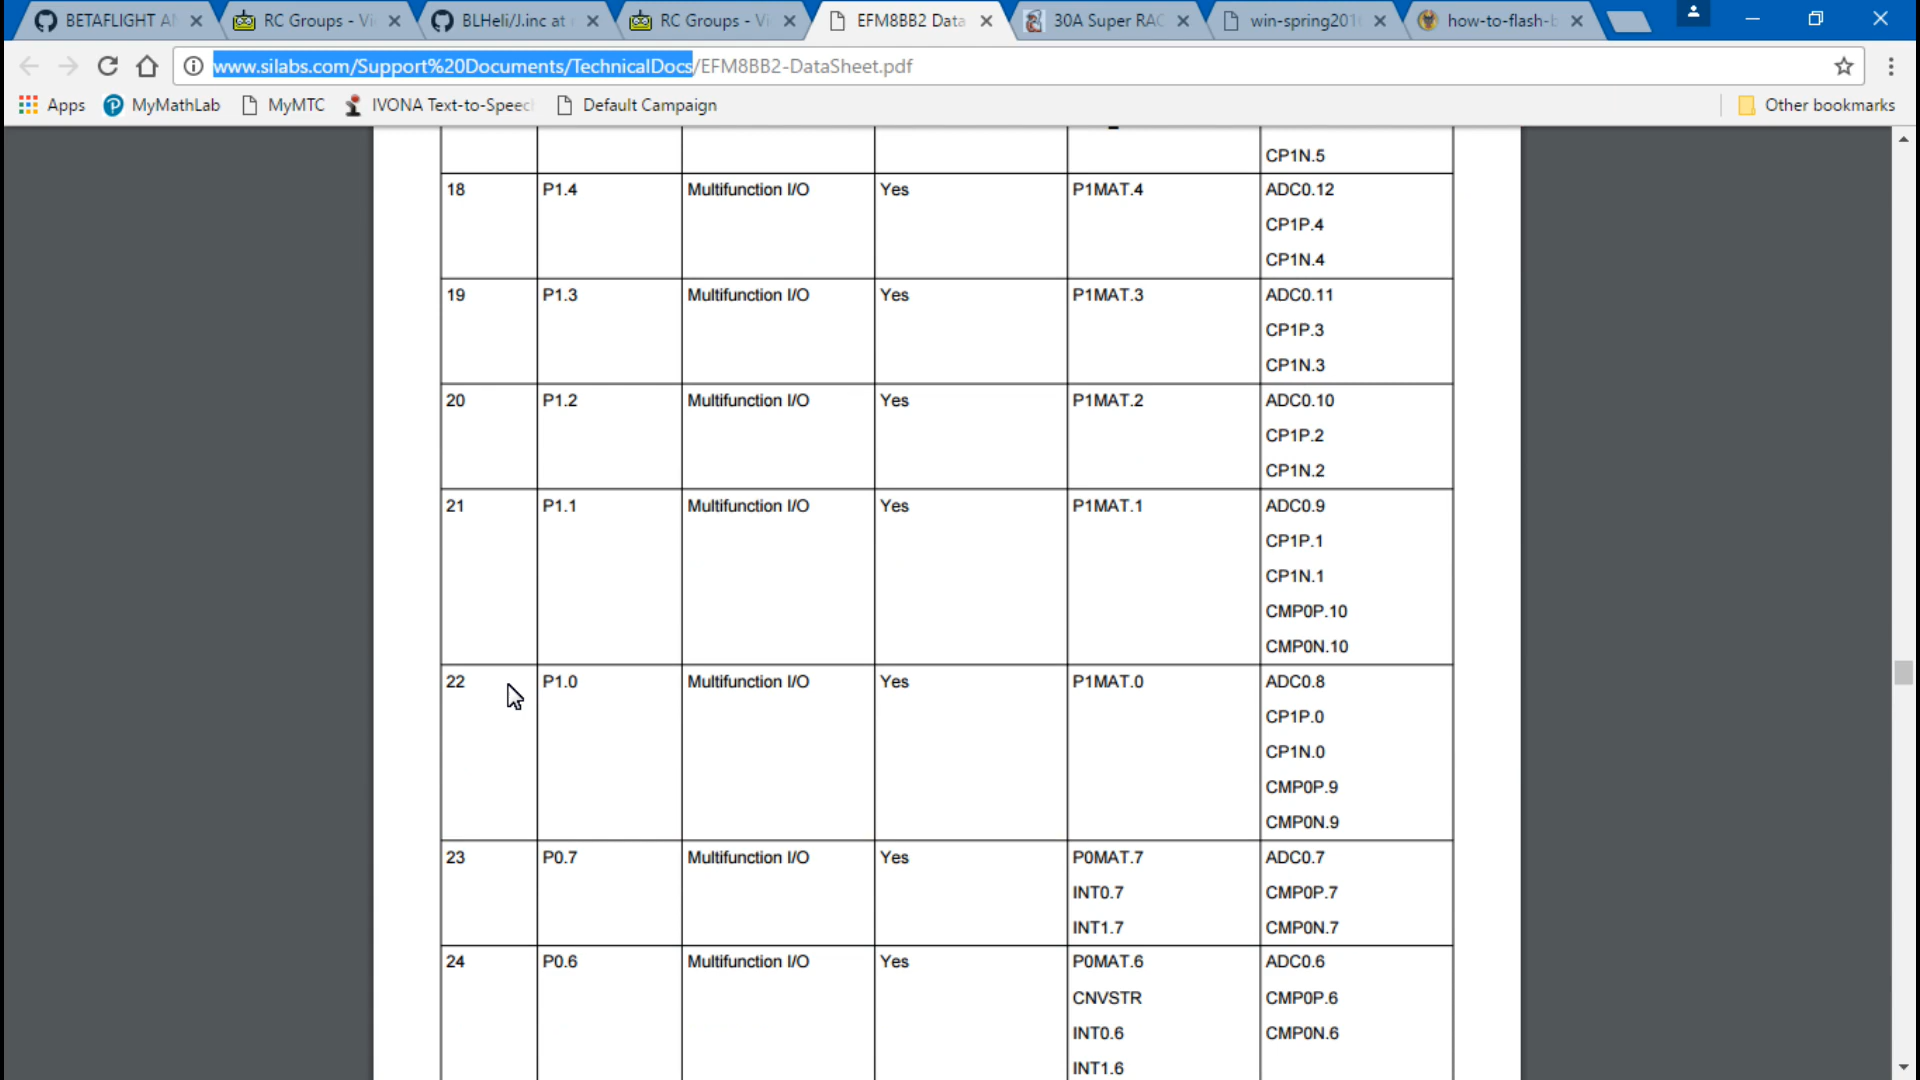 BETAFLIGHT A
RC Groups - Vi
BLHeli/J.inc at
RC Groups - Vi
EFM8BB2 Data
30A Super RAC
win-spring201
how-to-flash-b
www.silabs.com/Support%20Documents/TechnicalDocs/EFM8BB2-DataSheet.pdf
Apps MyMathLab MyMTC IVONA Text-to-Speec Default Campaign Other bookmarks
CP1N.5
18 P1.4 Multifunction I/O Yes P1MAT.4 ADC0.12
CP1P.4
CP1N.4
19 P1.3 Multifunction I/O Yes P1MAT.3 ADC0.11
CP1P.3
CP1N.3
20 P1.2 Multifunction I/O Yes P1MAT.2 ADC0.10
CP1P.2
CP1N.2
21 P1.1 Multifunction I/O Yes P1MAT.1 ADC0.9
CP1P.1
CP1N.1
CMP0P.10
CMP0N.10
22 P1.0 Multifunction I/O Yes P1MAT.0 ADC0.8
CP1P.0
CP1N.0
CMP0P.9
CMP0N.9
23 P0.7 Multifunction I/O Yes P0MAT.7 ADC0.7
INT0.7 CMP0P.7
INT1.7 CMP0N.7
24 P0.6 Multifunction I/O Yes P0MAT.6 ADC0.6
CNVSTR CMP0P.6
INT0.6 CMP0N.6
INT1.6